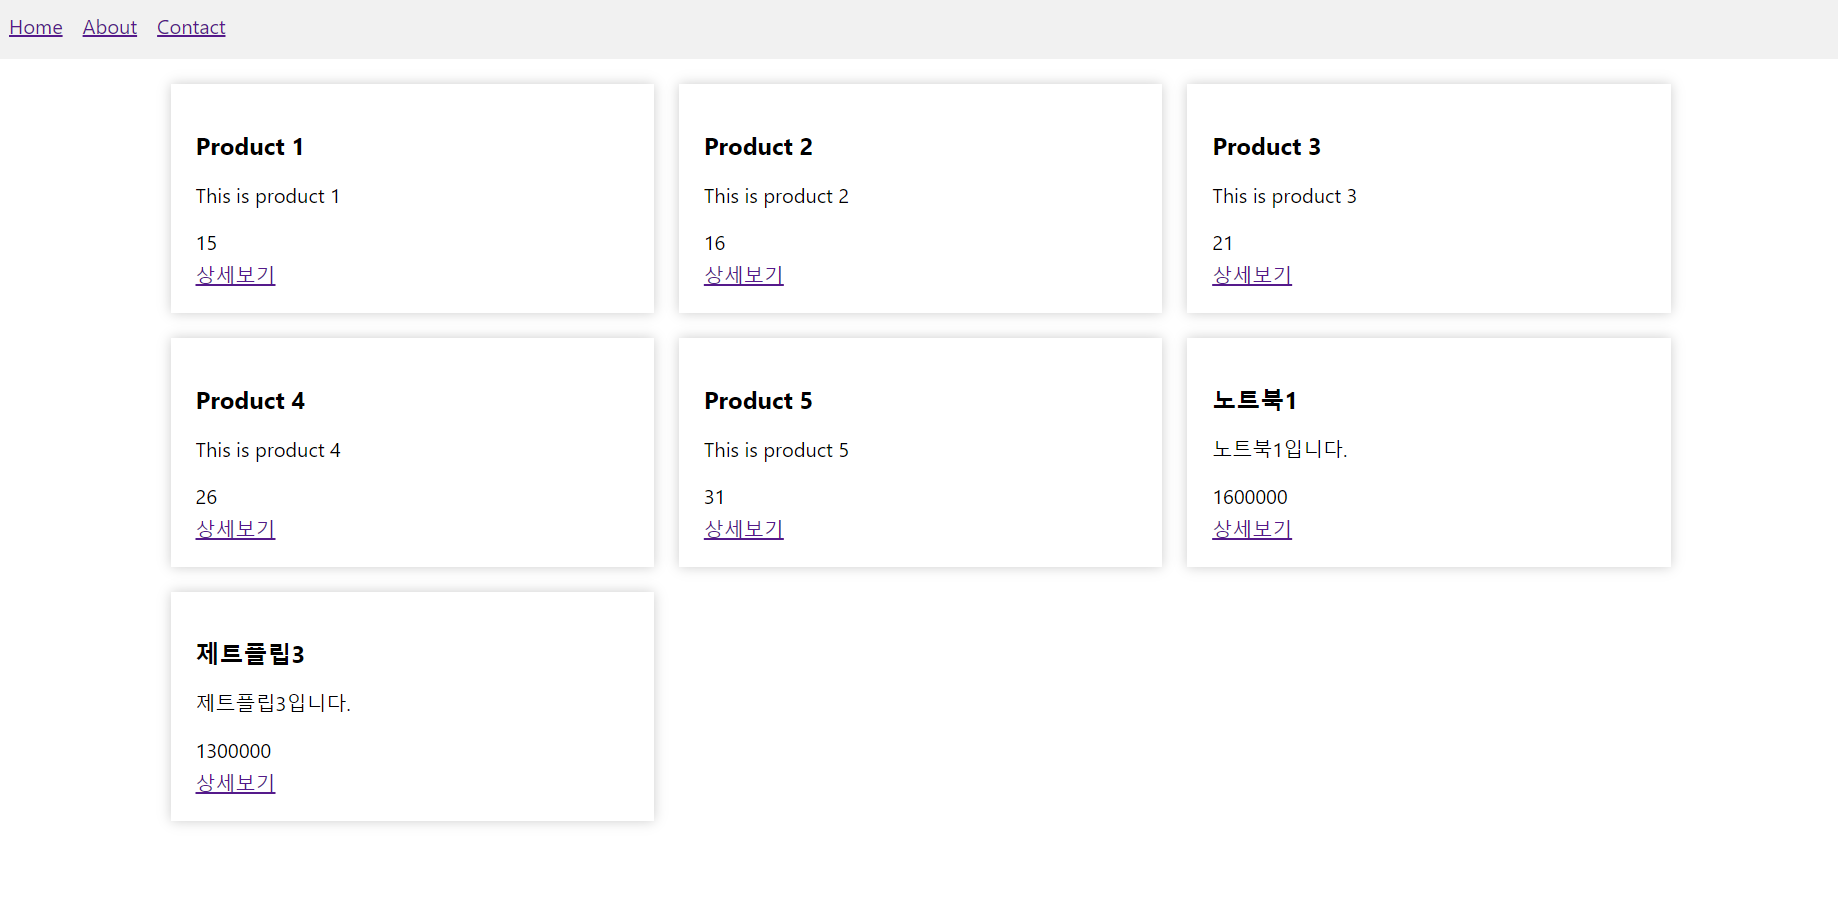 Home About Contact
Product 1
This is product 1
15
상세보기
Product 2
This is product 2
16
상세보기
Product 3
This is product 3
21
상세보기
Product 4
This is product 4
26
상세보기
Product 5
This is product 5
31
상세보기
노트북1
노트북1입니다.
1600000
상세보기
제트플립3
제트플립3입니다.
1300000
상세보기